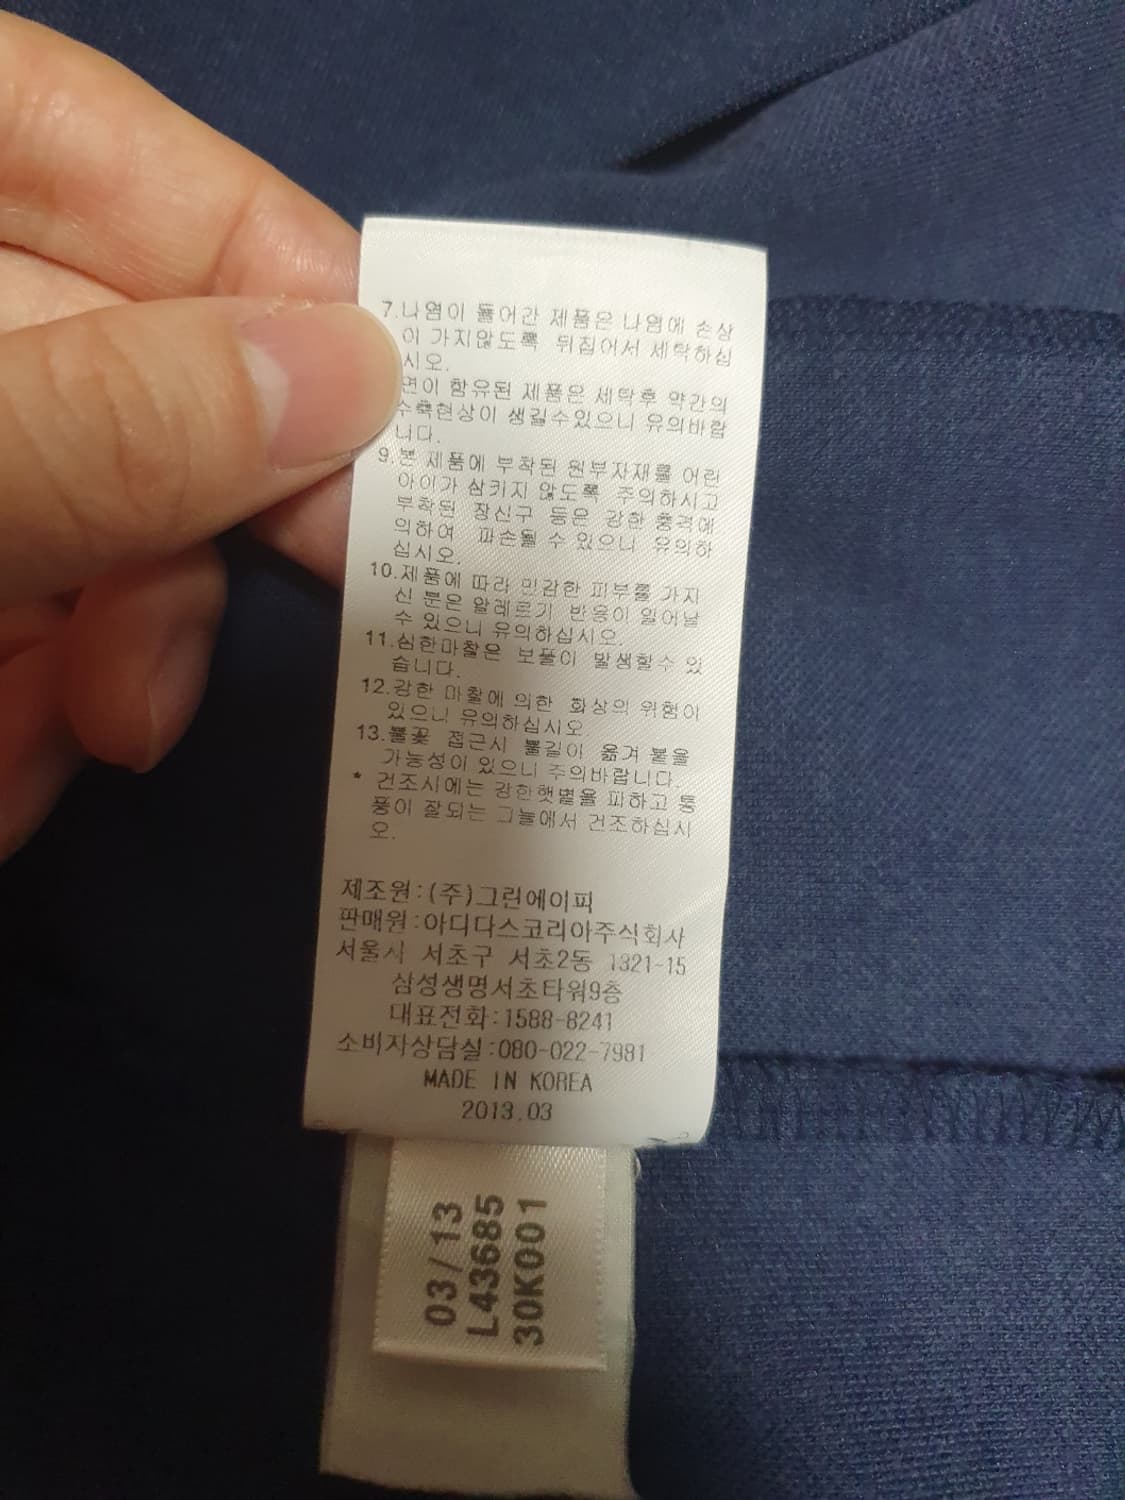 7.나염이 들어간 제품은 나염에 손상
이 가지않도록 뒤집어서 세탁하십
시오.
면이 함유된 제품은 세탁후 약간의
수축현상이 생길수있으니 유의바랍
니다.
9.본 제품에 부착된 원부자재를 어린
아이가 삼키지 않도록 주의하시고
부착된 장신구 등은 강한 충격에
의하여 파손될 수 있으니 유의하
십시오.
10.제품에 따라 민감한 피부를 가지
신 분은 알레르기 반응이 일어날
수 있으니 유의하십시오.
11.심한마찰은 보풀이 발생할수 있
습니다.
12.강한 마찰에 의한 화상의 위험이
있으니 유의하십시오.
13.불꽃 접근시 불길이 옮겨 붙을
가능성이 있으니 주의바랍니다.
* 건조시에는 강한햇볕을 피하고 통
풍이 잘되는 그늘에서 건조하십시
오.
제조원:(주)그린에이피
판매원:아디다스코리아주식회사
서울시 서초구 서초2동 1321-15
삼성생명서초타워9층
대표전화:1588-8241
소비자상담실:080-022-7981
MADE IN KOREA
2013.03
03/13
L43685
30K001